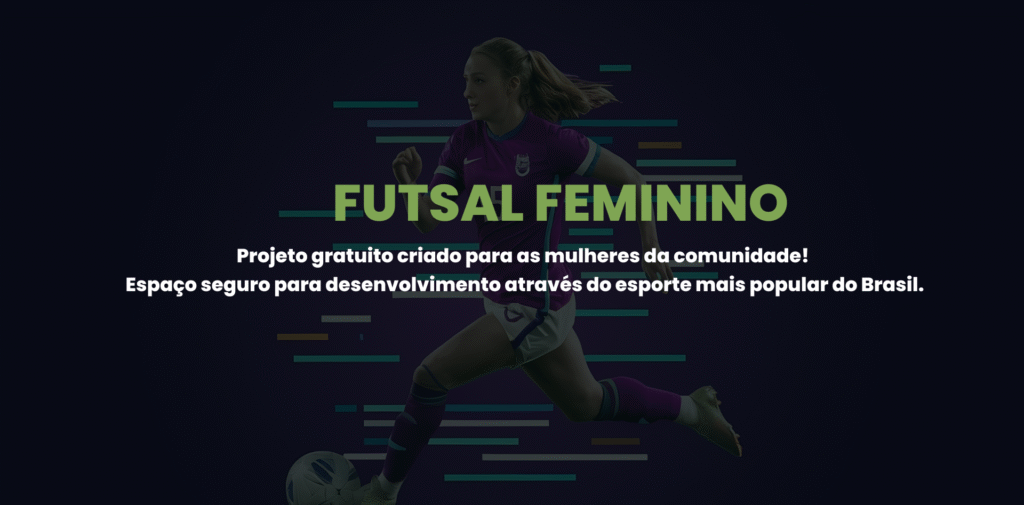 FUTSAL FEMININO
Projeto gratuito criado para as mulheres da comunidade!
Espaço seguro para desenvolvimento através do esporte mais popular do Brasil.